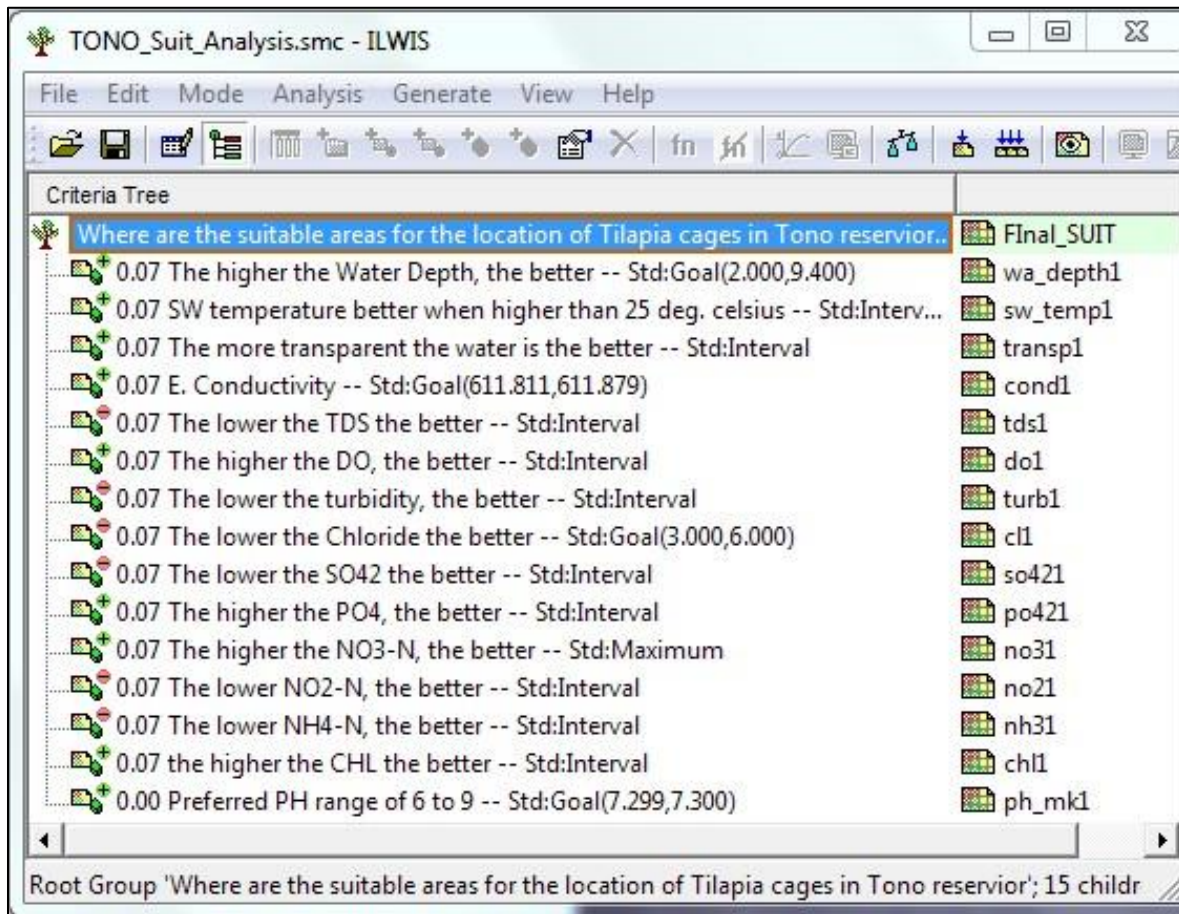 TONO_Suit_Analysis.smc - ILWIS
File Edit Mode Analysis Generate View Help
fn fn
Criteria Tree
Where are the suitable areas for the location of Tilapia cages in Tono reservior.. FInal_SUIT
0.07 The higher the Water Depth, the better -- Std:Goal(2.000,9.400) wa_depth1
0.07 SW temperature better when higher than 25 deg. celsius -- Std:Interv... sw_temp1
0.07 The more transparent the water is the better -- Std:Interval transp1
0.07 E. Conductivity -- Std:Goal(611.811,611.879) cond1
0.07 The lower the TDS the better -- Std:Interval tds1
0.07 The higher the DO, the better -- Std:Interval do1
0.07 The lower the turbidity, the better -- Std:Interval turb1
0.07 The lower the Chloride the better -- Std:Goal(3.000,6.000) cl1
0.07 The lower the SO42 the better -- Std:Interval so421
0.07 The higher the PO4, the better -- Std:Interval po421
0.07 The higher the NO3-N, the better -- Std:Maximum no31
0.07 The lower NO2-N, the better -- Std:Interval no21
0.07 The lower NH4-N, the better -- Std:Interval nh31
0.07 the higher the CHL the better -- Std:Interval chl1
0.00 Preferred PH range of 6 to 9 -- Std:Goal(7.299,7.300) ph_mk1
Root Group 'Where are the suitable areas for the location of Tilapia cages in Tono reservior'; 15 childr